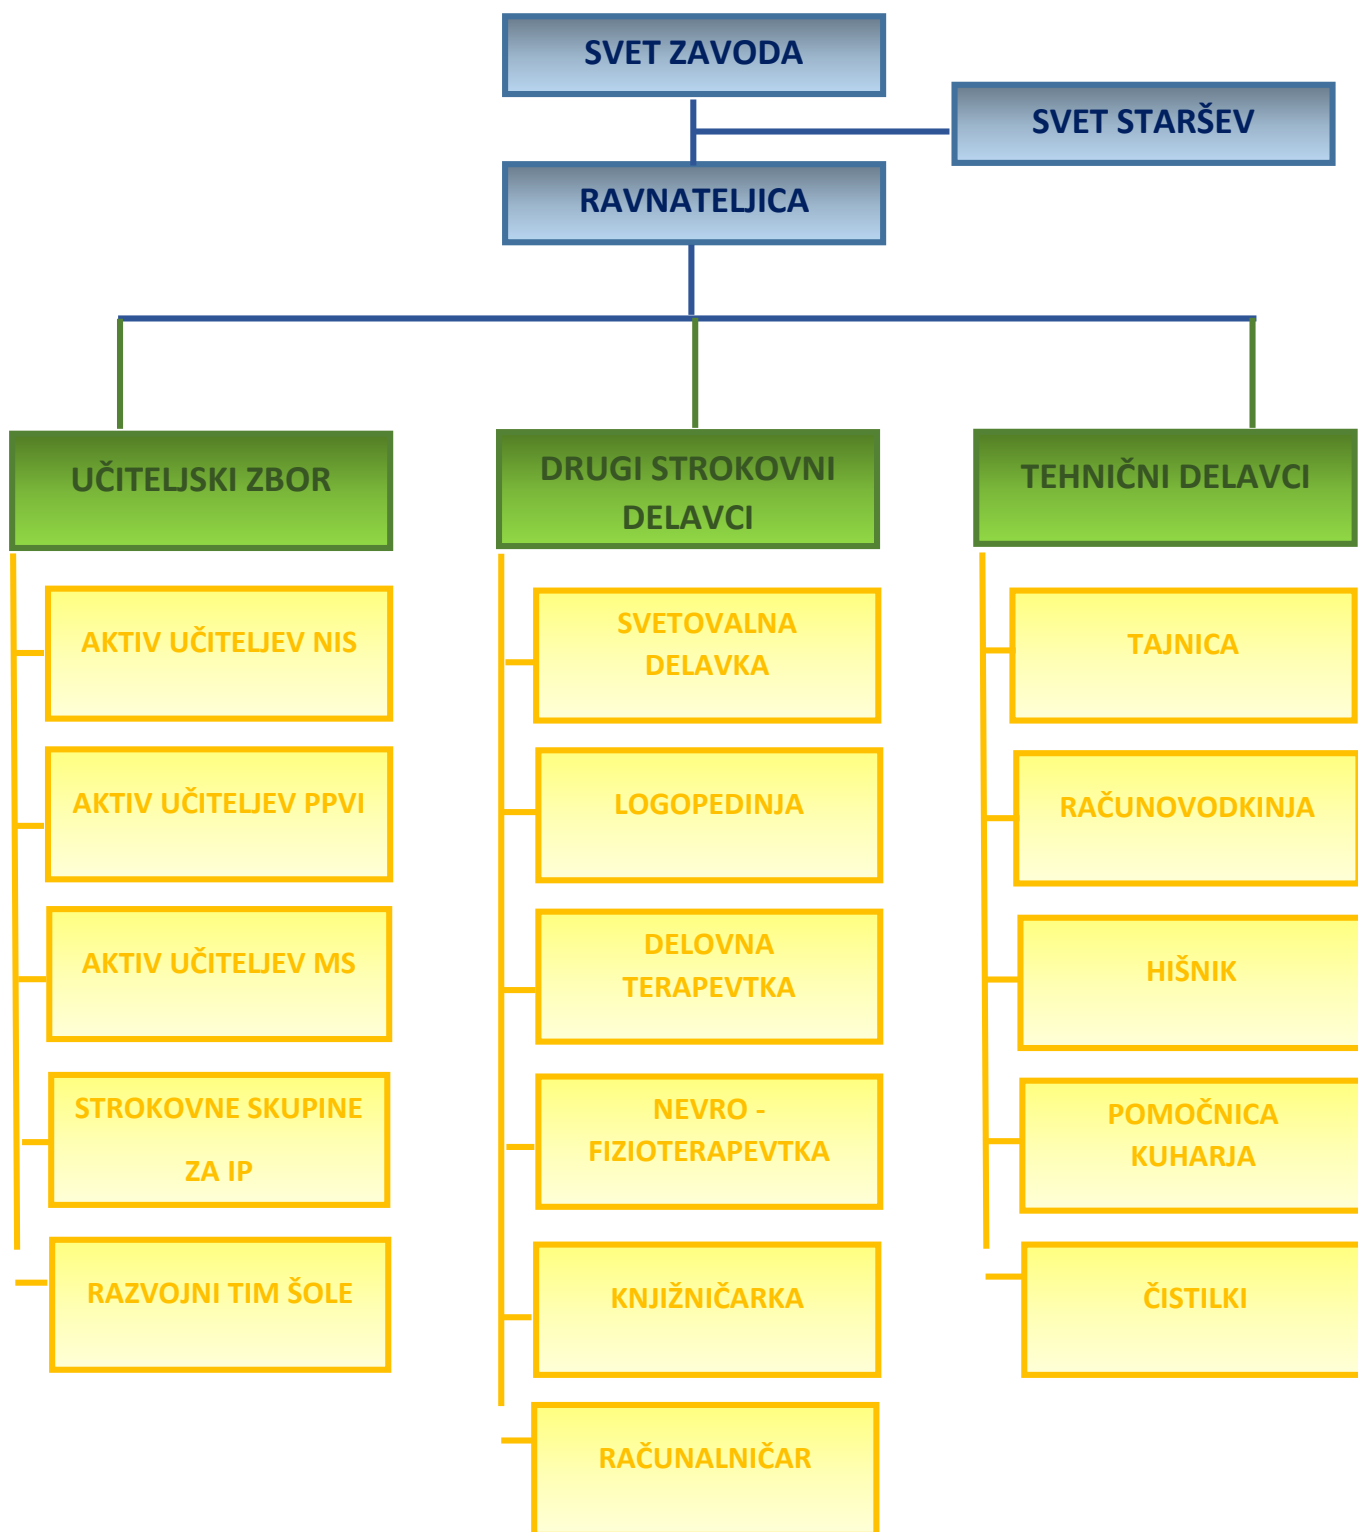 SVET ZAVODA
SVET STARŠEV
RAVNATELJICA
UČITELJSKI ZBOR
AKTIV UČITELJEV NIS
AKTIV UČITELJEV PPVI
AKTIV UČITELJEV MS
STROKOVNE SKUPINE
ZA IP
RAZVOJNI TIM ŠOLE
DRUGI STROKOVNI
DELAVCI
SVETOVALNA
DELAVKA
LOGOPEDINJA
DELOVNA
TERAPEVTKA
NEVRO -
FIZIOTERAPEVTKA
KNJIŽNIČARKA
RAČUNALNIČAR
TEHNIČNI DELAVCI
TAJNICA
RAČUNOVODKINJA
HIŠNIK
POMOČNICA
KUHARJA
ČISTILKI